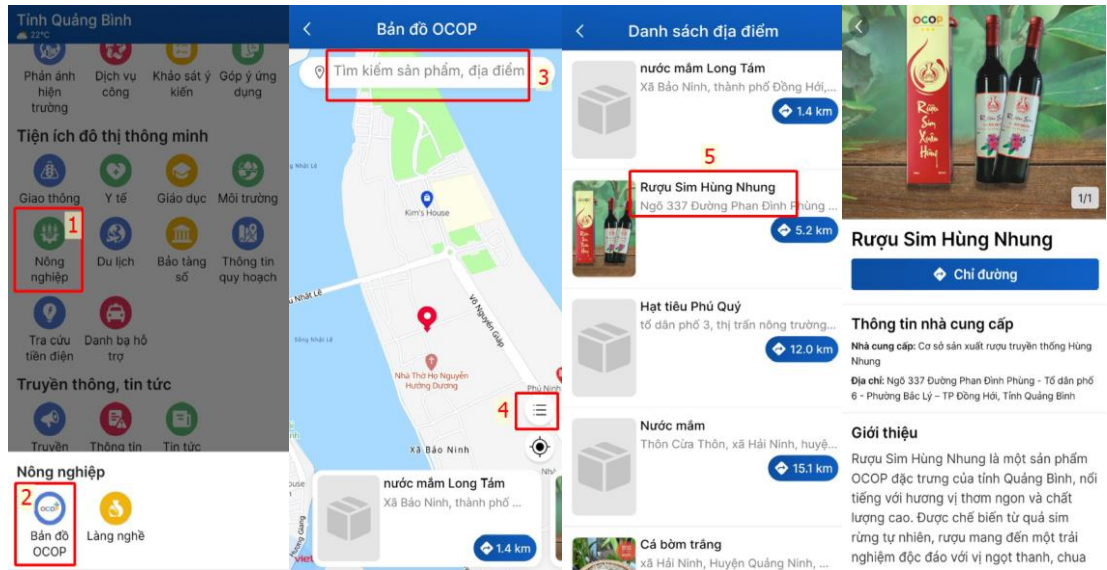 Tỉnh Quảng Bình
22°C
Phản ánh hiện trường
Dịch vụ công
Khảo sát ý kiến
Góp ý ứng dụng
Tiện ích đô thị thông minh
Giao thông
Y tế
Giáo dục
Môi trường
1
Nông nghiệp
Du lịch
Bảo tàng số
Thông tin quy hoạch
Tra cứu tiền điện
Danh bạ hỗ trợ
Truyền thông, tin tức
Truyền
Thông tin
Tin tức
Nông nghiệp
2
OCOP
Bản đồ OCOP
Làng nghề
Bản đồ OCOP
Tìm kiếm sản phẩm, địa điểm
3
Nhật Lê
Kim's House
Nhật Lê
Võ Nguyên Giáp
Sông Nhật Lê
Nhà Thờ Họ Nguyễn Hướng Dương
Phú Ninh
4
Xã Bảo Ninh
nước mắm Long Tám
Xã Bảo Ninh, thành phố ...
1.4 km
Hương Giang
Danh sách địa điểm
nước mắm Long Tám
Xã Bảo Ninh, thành phố Đồng Hới,...
1.4 km
5
Rượu Sim Hùng Nhung
Ngõ 337 Đường Phan Đình Phùng ...
5.2 km
Hạt tiêu Phú Quý
tổ dân phố 3, thị trấn nông trường...
12.0 km
Nước mắm
Thôn Cừa Thôn, xã Hải Ninh, huyệ...
15.1 km
Cá bờm trắng
xã Hải Ninh, Huyện Quảng Ninh, ...
OCOP
Rượu
Sim
Xuân
Hùng
1/1
Rượu Sim Hùng Nhung
Chỉ đường
Thông tin nhà cung cấp
Nhà cung cấp: Cơ sở sản xuất rượu truyền thống Hùng
Nhung
Địa chỉ: Ngõ 337 Đường Phan Đình Phùng - Tổ dân phố
6 - Phường Bắc Lý – TP Đồng Hới, Tỉnh Quảng Bình
Giới thiệu
Rượu Sim Hùng Nhung là một sản phẩm
OCOP đặc trưng của tỉnh Quảng Bình, nổi
tiếng với hương vị thơm ngon và chất
lượng cao. Được chế biến từ quả sim
rừng tự nhiên, rượu mang đến một trải
nghiệm độc đáo với vị ngọt thanh, chua